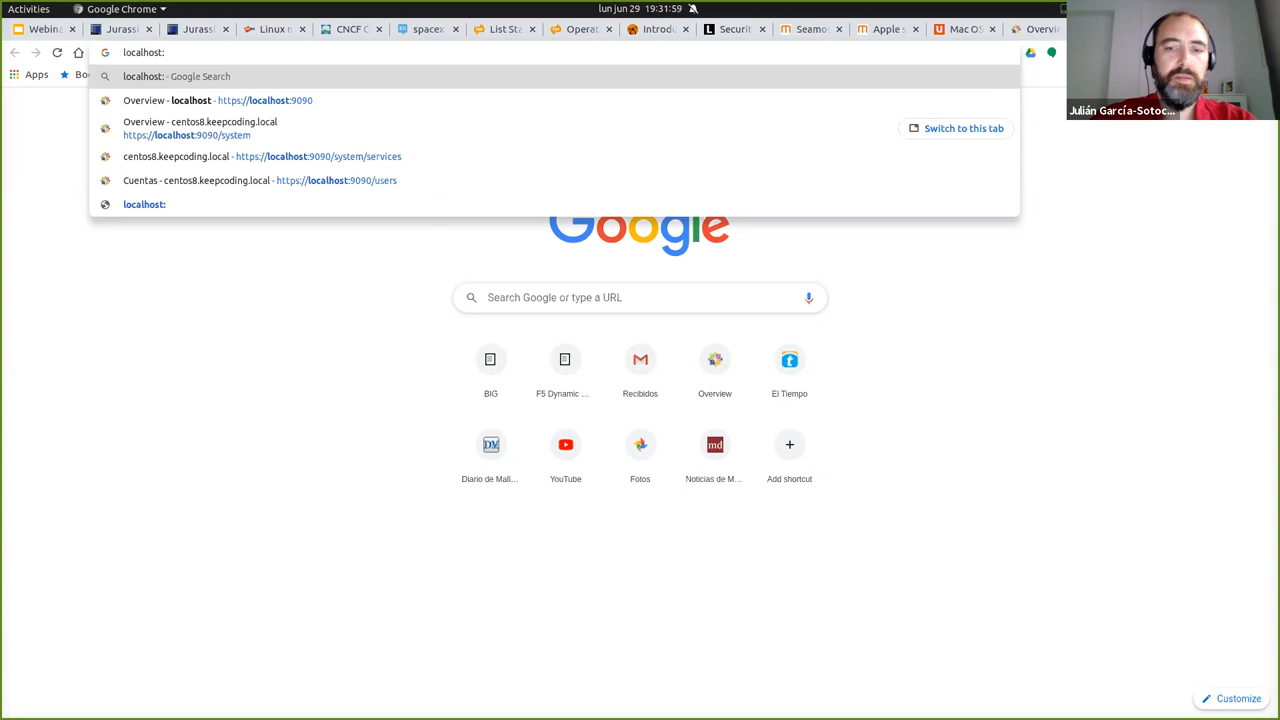 Activities Google Chrome lun jun 29 19:31:59
Webina Jurassi Jurassi Linux n CNCF C spacex List Sta Operat Introdu Securit Seamos Apple s Mac OS Overvie
localhost:
Apps Boo
localhost: - Google Search
Overview - localhost - https://localhost:9090
Overview - centos8.keepcoding.local
https://localhost:9090/system
Switch to this tab
centos8.keepcoding.local - https://localhost:9090/system/services
Cuentas - centos8.keepcoding.local - https://localhost:9090/users
localhost:
Julián García-Sotoc...
Google
Search Google or type a URL
BIG F5 Dynamic ... Recibidos Overview El Tiempo
DM
md
Diario de Mall... YouTube Fotos Noticias de M... Add shortcut
Customize